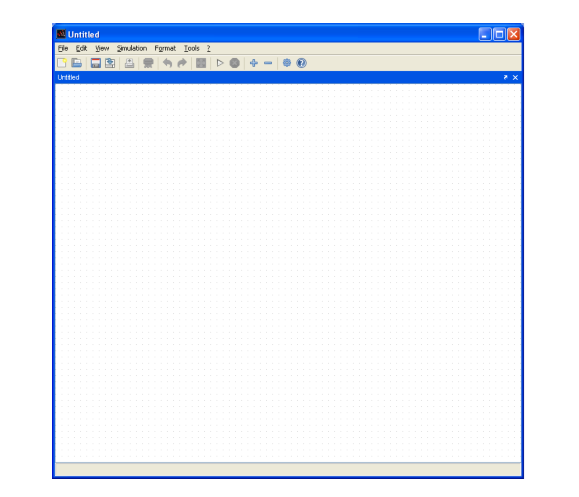 Untitled
File Edit View Simulation Format Tools ?
Untitled